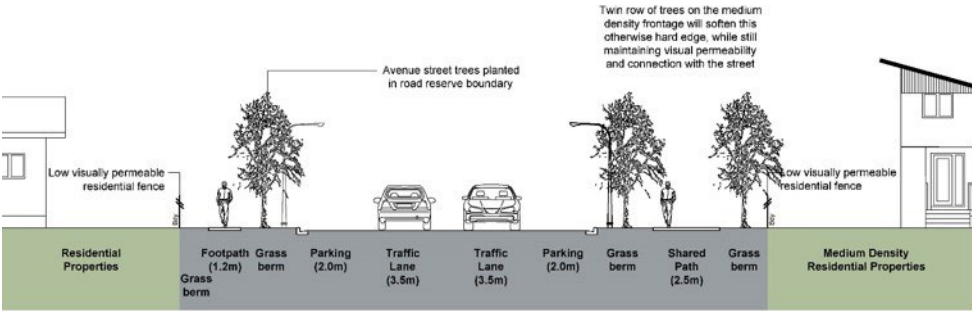 Twin row of trees on the medium
density frontage will soften this
otherwise hard edge, while still
maintaining visual permeability
and connection with the street
Avenue street trees planted
in road reserve boundary
Low visually permeable
residential fence
Low visually permeable
residential fence
Bdy
Bdy
Residential
Properties
Grass
berm
Footpath
(1.2m)
Grass
berm
Parking
(2.0m)
Traffic
Lane
(3.5m)
Traffic
Lane
(3.5m)
Parking
(2.0m)
Grass
berm
Shared
Path
(2.5m)
Grass
berm
Medium Density
Residential Properties